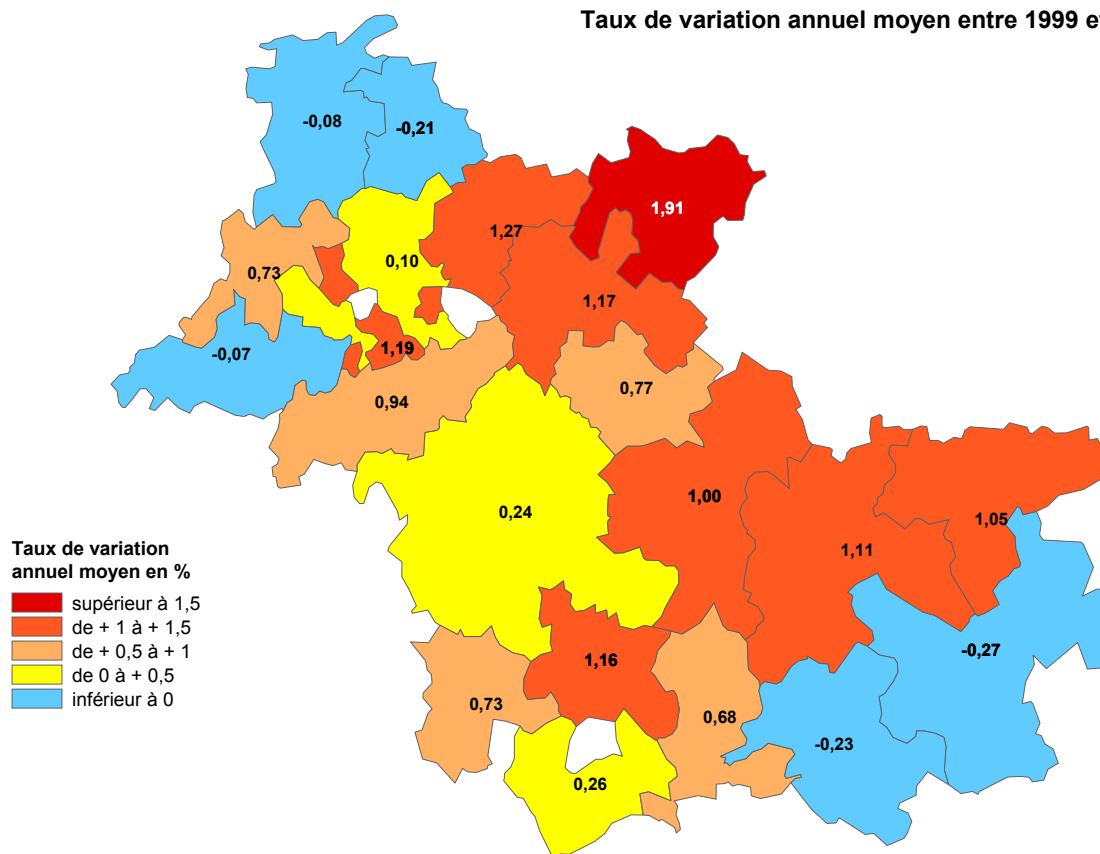 Taux de variation annuel moyen entre 1999 e
-0,08
-0,21
1,91
1,27
0,73
0,10
1,17
-0,07
1,19
0,77
0,94
1,00
0,24
1,05
1,11
Taux de variation
annuel moyen en %
supérieur à 1,5
de + 1 à + 1,5
de + 0,5 à + 1
de 0 à + 0,5
inférieur à 0
-0,27
1,16
0,73
0,68
-0,23
0,26